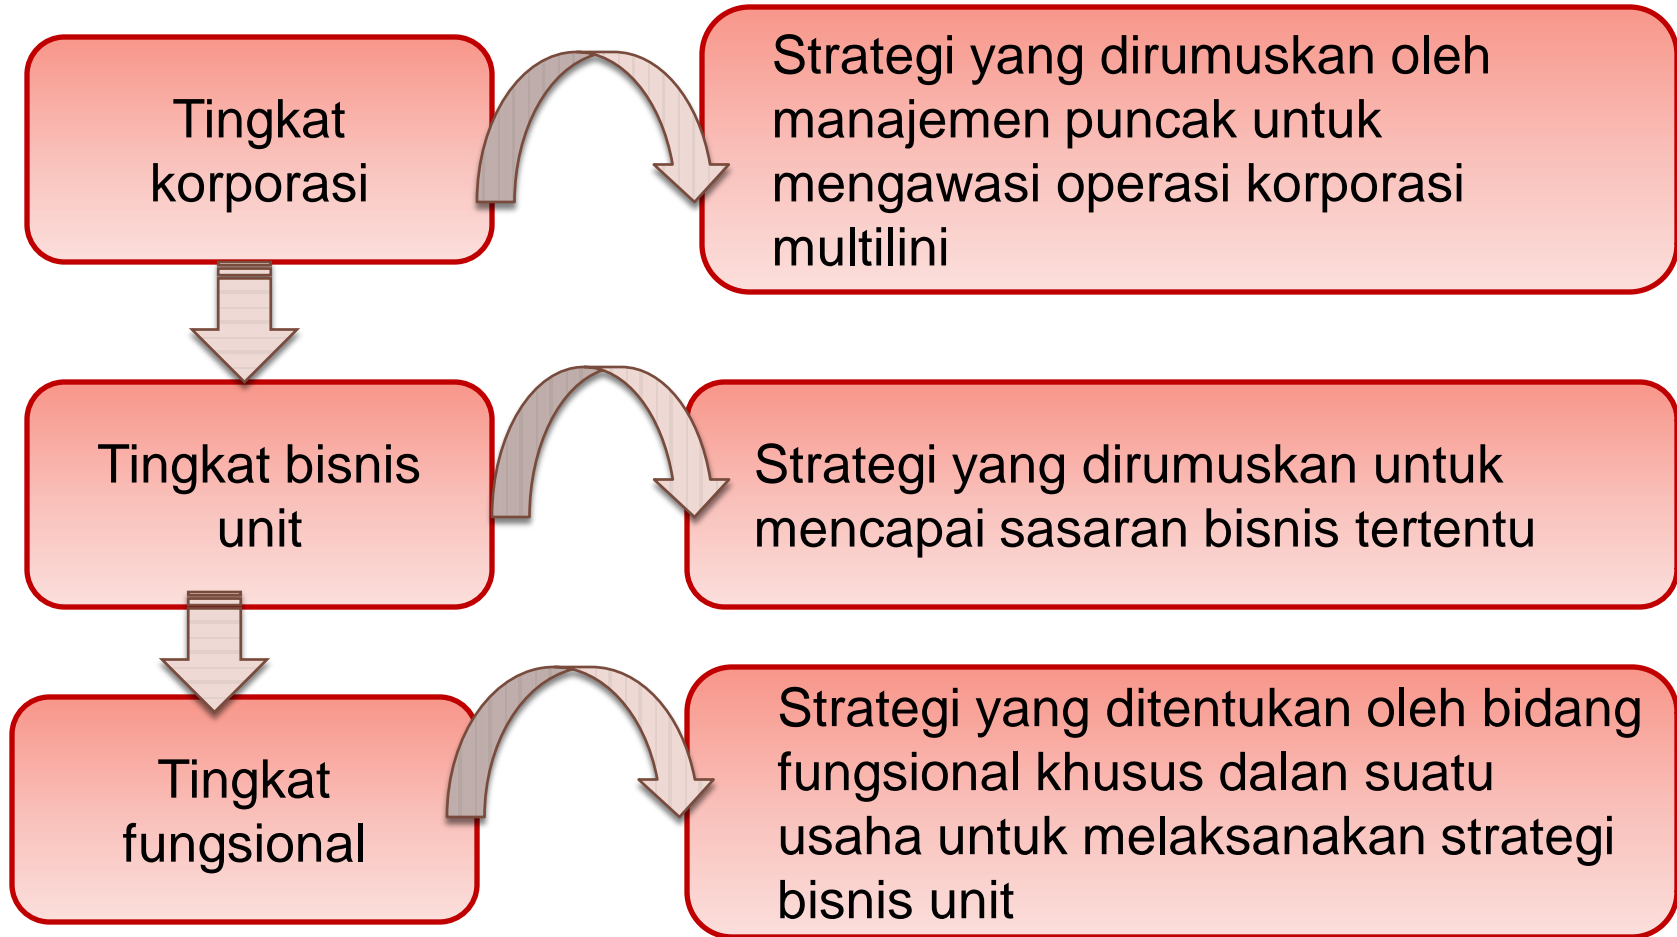 Tingkat
korporasi
Strategi yang dirumuskan oleh
manajemen puncak untuk
mengawasi operasi korporasi
multilini
Tingkat bisnis
unit
Strategi yang dirumuskan untuk
mencapai sasaran bisnis tertentu
Tingkat
fungsional
Strategi yang ditentukan oleh bidang
fungsional khusus dalan suatu
usaha untuk melaksanakan strategi
bisnis unit